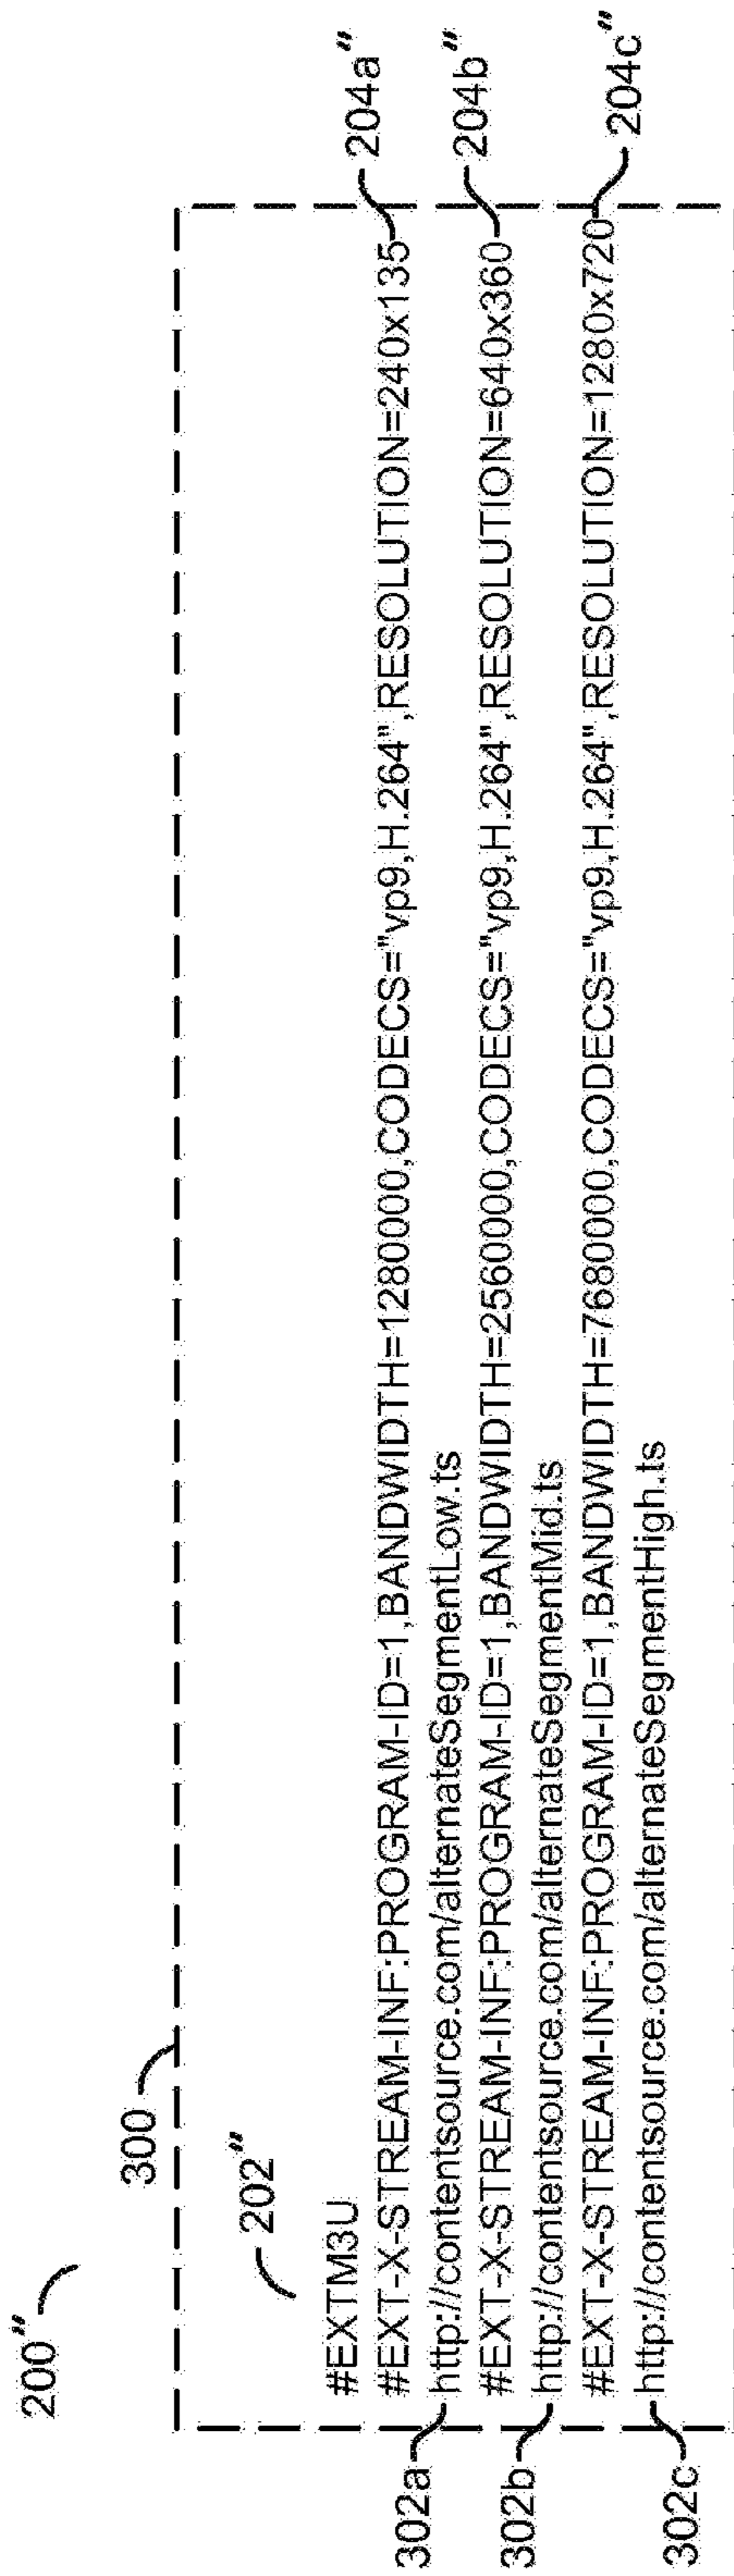 200"
300
202"
#EXTM3U
#EXT-X-STREAM-INF:PROGRAM-ID=1,BANDWIDTH=1280000,CODECS="vp9,H.264",RESOLUTION=240x135
204a"
302a
http://contentsource.com/alternateSegmentLow.ts
#EXT-X-STREAM-INF:PROGRAM-ID=1,BANDWIDTH=2560000,CODECS="vp9,H.264",RESOLUTION=640x360
204b"
302b
http://contentsource.com/alternateSegmentMid.ts
#EXT-X-STREAM-INF:PROGRAM-ID=1,BANDWIDTH=7680000,CODECS="vp9,H.264",RESOLUTION=1280x720
204c"
302c
http://contentsource.com/alternateSegmentHigh.ts